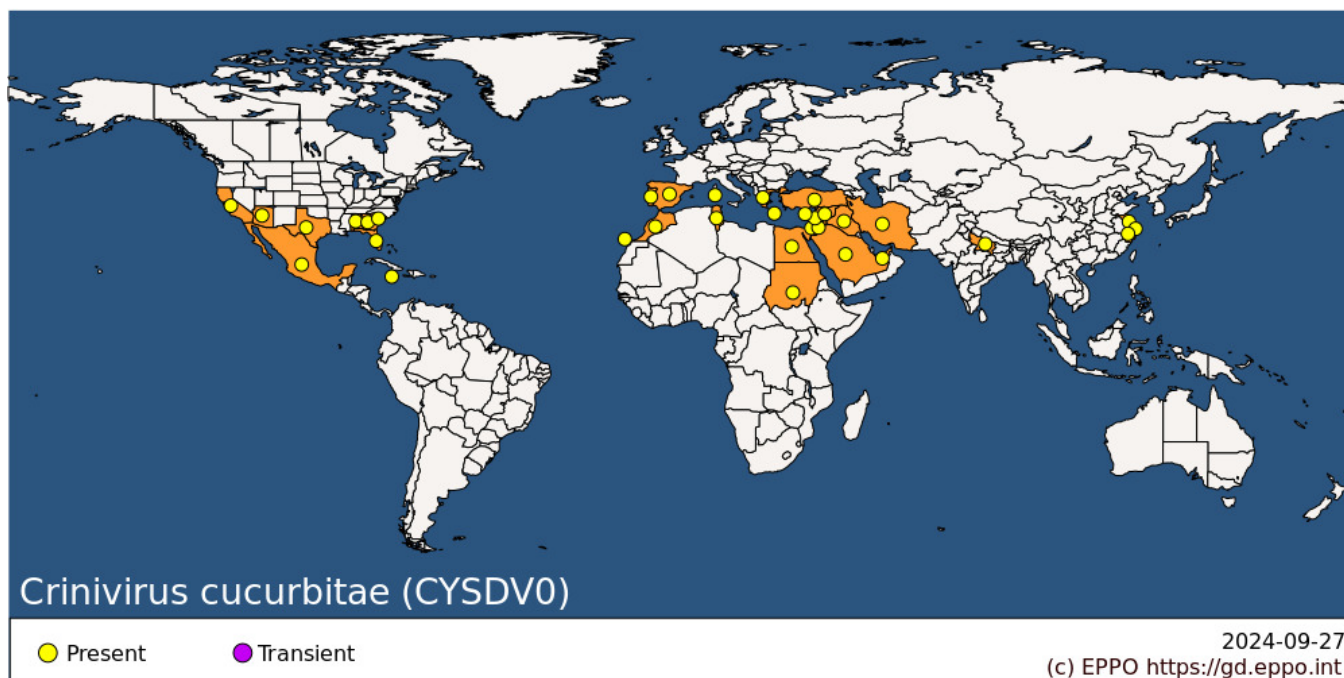 Crinivirus cucurbitae (CYSDV0)
Present
Transient
2024-09-27
(c) EPPO https://gd.eppo.int